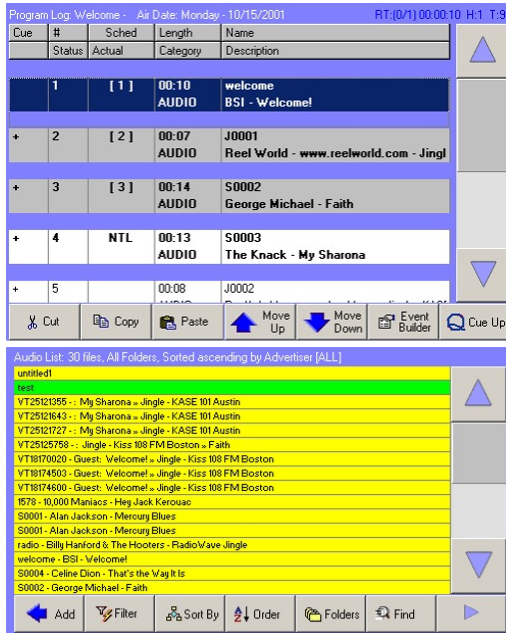 Program Log: Welcome - Air Date: Monday - 10/15/2001 RT:(0/1) 00:00:10 H:1 T:9
Cue # Sched Length Name
Status Actual Category Description
1 [ 1 ] 00:10 welcome
AUDIO BSI - Welcome!
+ 2 [ 2 ] 00:07 J0001
AUDIO Reel World - www.reelworld.com - Jingl
+ 3 [ 3 ] 00:14 S0002
AUDIO George Michael - Faith
+ 4 NTL 00:13 S0003
AUDIO The Knack - My Sharona
+ 5 00:08 J0002
Cut Copy Paste Move Up Move Down Event Builder Cue Up
Audio List: 30 files, All Folders, Sorted ascending by Advertiser [ALL]
untitled1
test
VT25121355 - : My Sharona » Jingle - KASE 101 Austin
VT25121643 - : My Sharona » Jingle - KASE 101 Austin
VT25121727 - : My Sharona » Jingle - KASE 101 Austin
VT25125758 - : Jingle - Kiss 108 FM Boston » Faith
VT18170020 - Guest: Welcome! » Jingle - Kiss 108 FM Boston
VT18174503 - Guest: Welcome! » Jingle - Kiss 108 FM Boston
VT18174600 - Guest: Welcome! » Jingle - Kiss 108 FM Boston
1578 - 10,000 Maniacs - Hey Jack Kerouac
S0001 - Alan Jackson - Mercury Blues
S0001 - Alan Jackson - Mercury Blues
radio - Billy Hanford & The Hooters - RadioWave Jingle
welcome - BSI - Welcome!
S0004 - Celine Dion - That's the Way It Is
S0002 - George Michael - Faith
Add Filter Sort By Order Folders Find